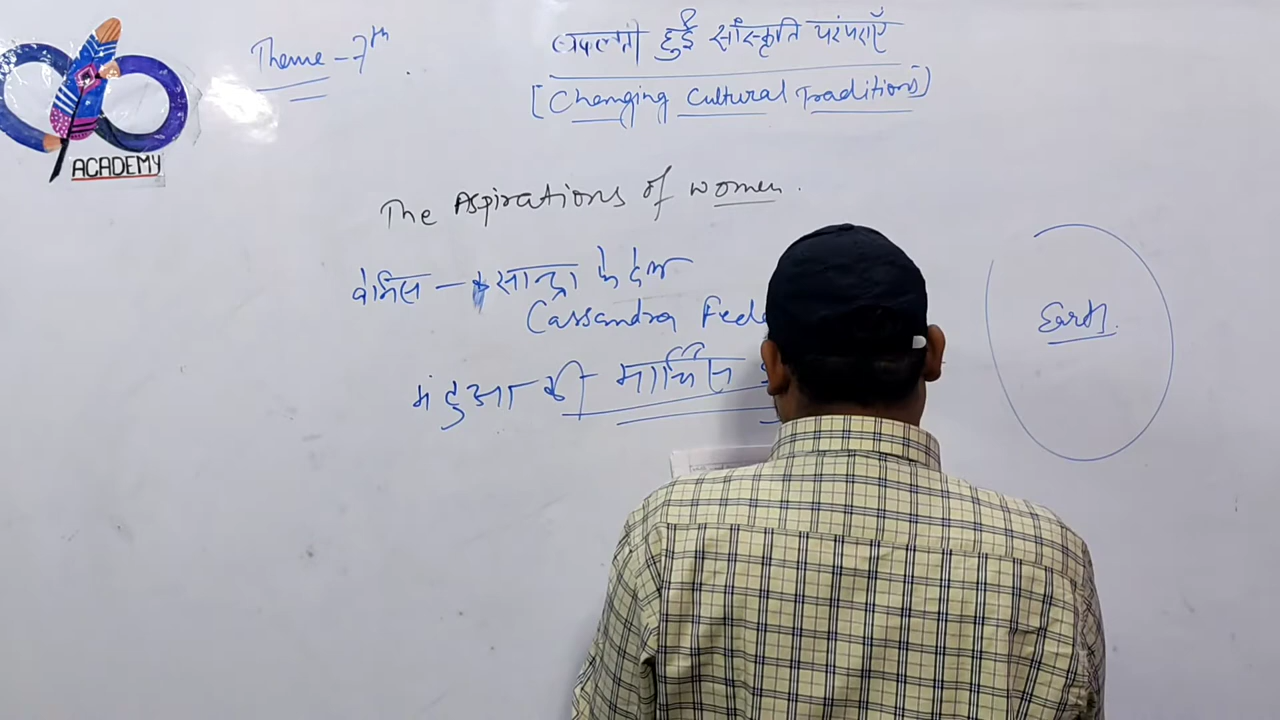 ACADEMY
Theme - 7th
बदलती हुई साँस्कृति परंपराएँ
[Changing Cultural Traditions]
The Aspirations of women.
वेनिस - कसान्द्रा फेदेल
Cassandra Fede
मंटुआ की मार्चिस
Earth.